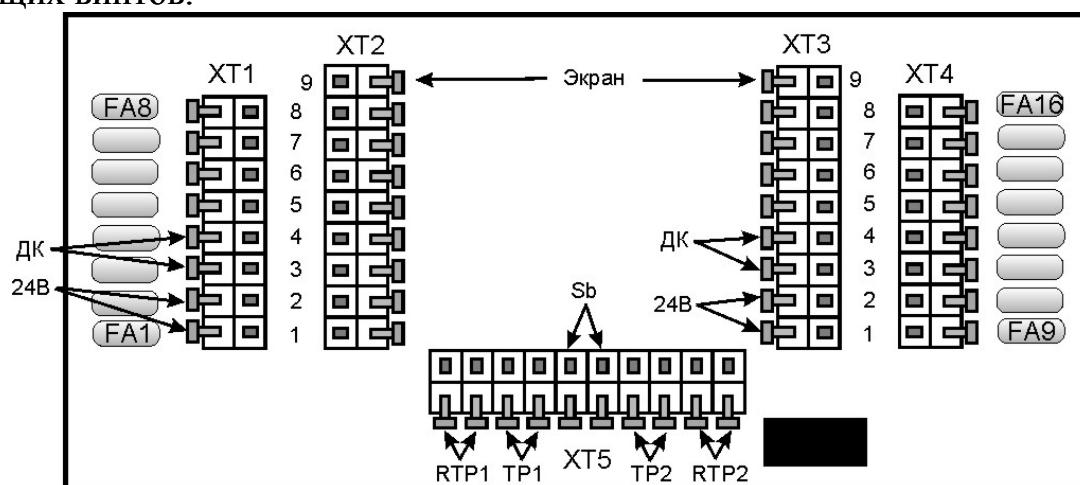 щих винтов.
XT2 XT3
XT1 XT4
9 Экран 9
FA8 8 8 FA16
7 7
6 6
5 5
ДК 4 ДК 4
3 3
24В 2 Sb 24В 2
FA1 1 1 FA9
RTP1 TP1 XT5 TP2 RTP2